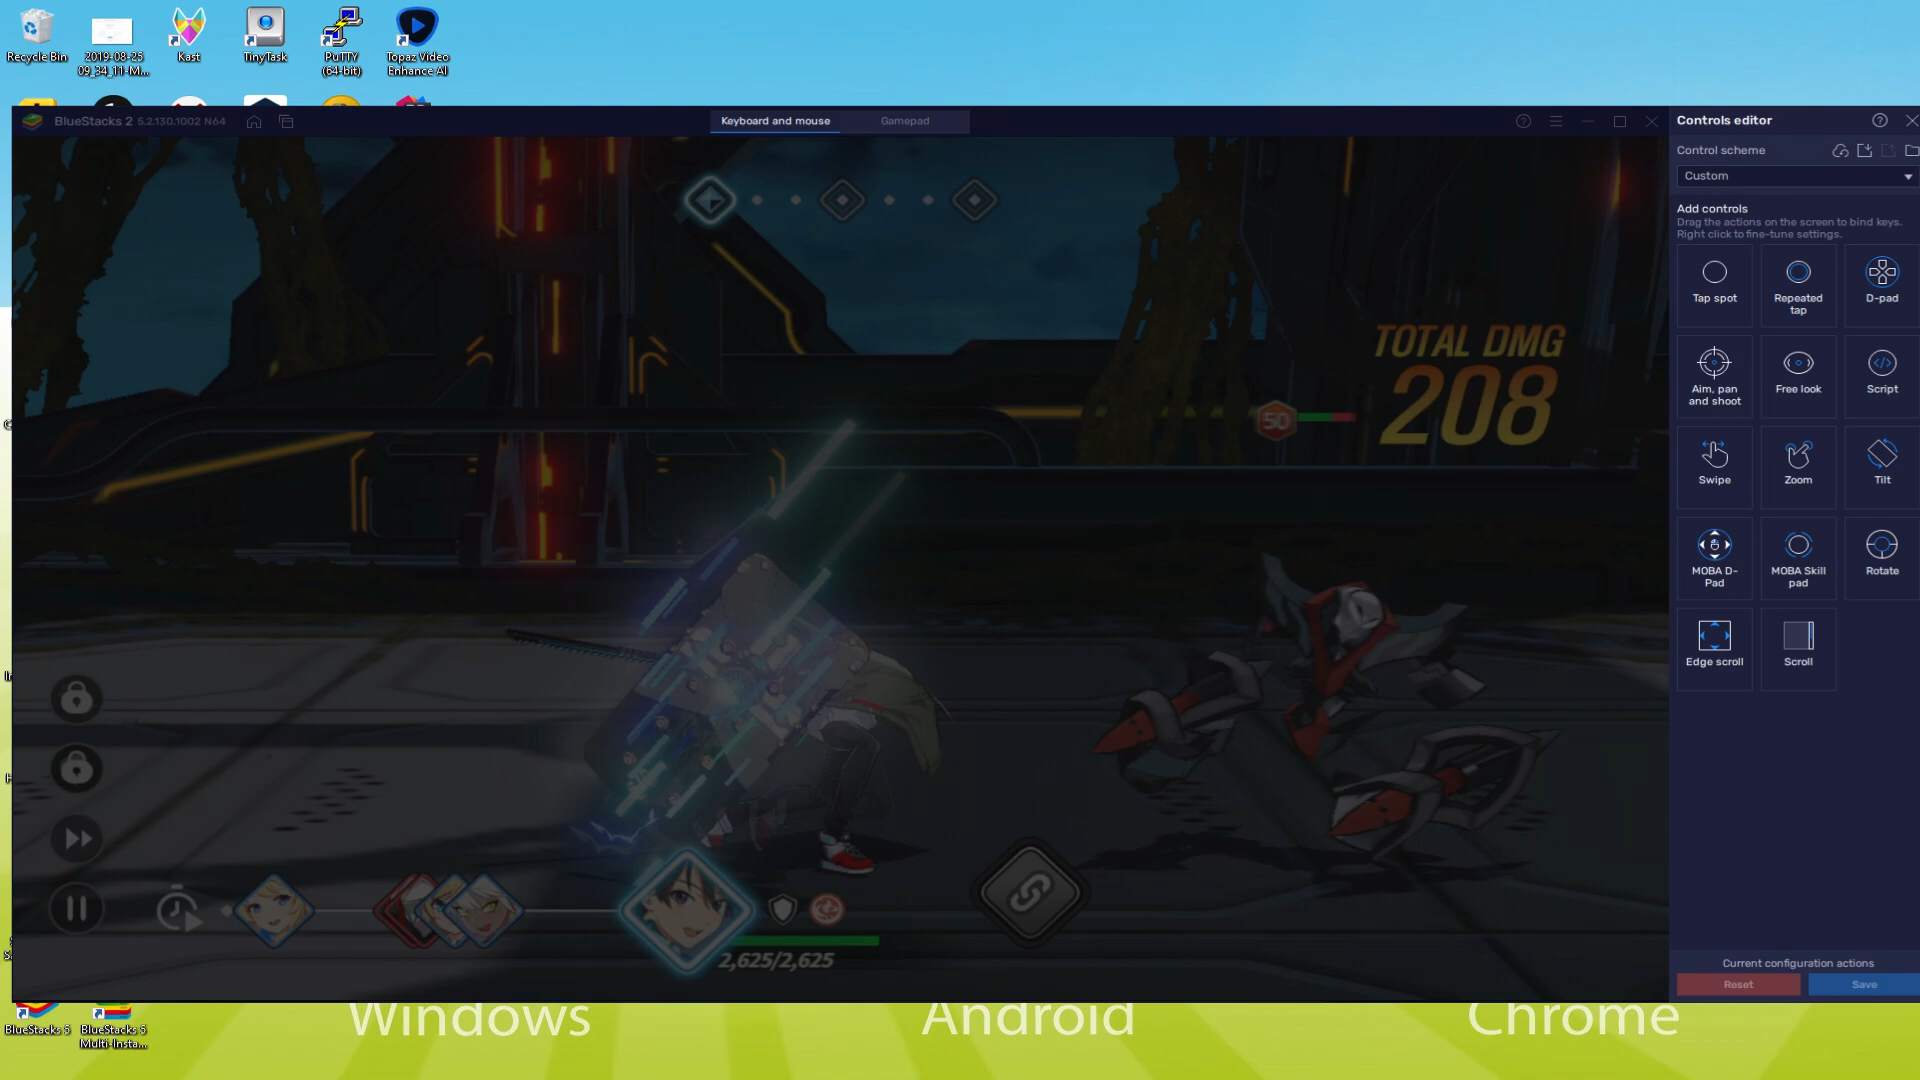 Recycle Bin
2019-08-25
09_34_11-M...
Kast
TinyTask
PuTTY
(64-bit)
Topaz Video
Enhance AI
BlueStacks 2 5.2.130.1002 N64
Keyboard and mouse
Gamepad
Controls editor
Control scheme
Custom
Add controls
Drag the actions on the screen to bind keys.
Right click to fine-tune settings.
Tap spot
Repeated
tap
D-pad
Aim, pan
and shoot
Free look
Script
Swipe
Zoom
Tilt
MOBA D-
Pad
MOBA Skill
pad
Rotate
Edge scroll
Scroll
TOTAL DMG
208
50
2,625/2,625
Current configuration actions
Reset
Save
BlueStacks 5
BlueStacks 5
Multi-Insta...
Windows
Android
Chrome